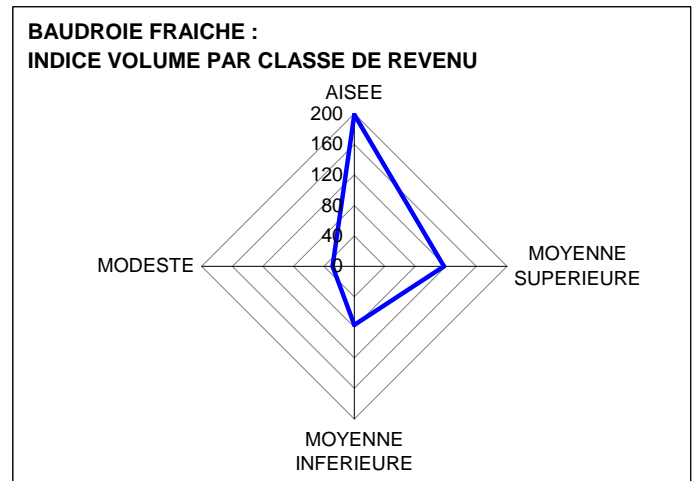 BAUDROIE FRAICHE :
INDICE VOLUME PAR CLASSE DE REVENU
AISEE
200
160
120
80
40
0
MODESTE
MOYENNE
SUPERIEURE
MOYENNE
INFERIEURE